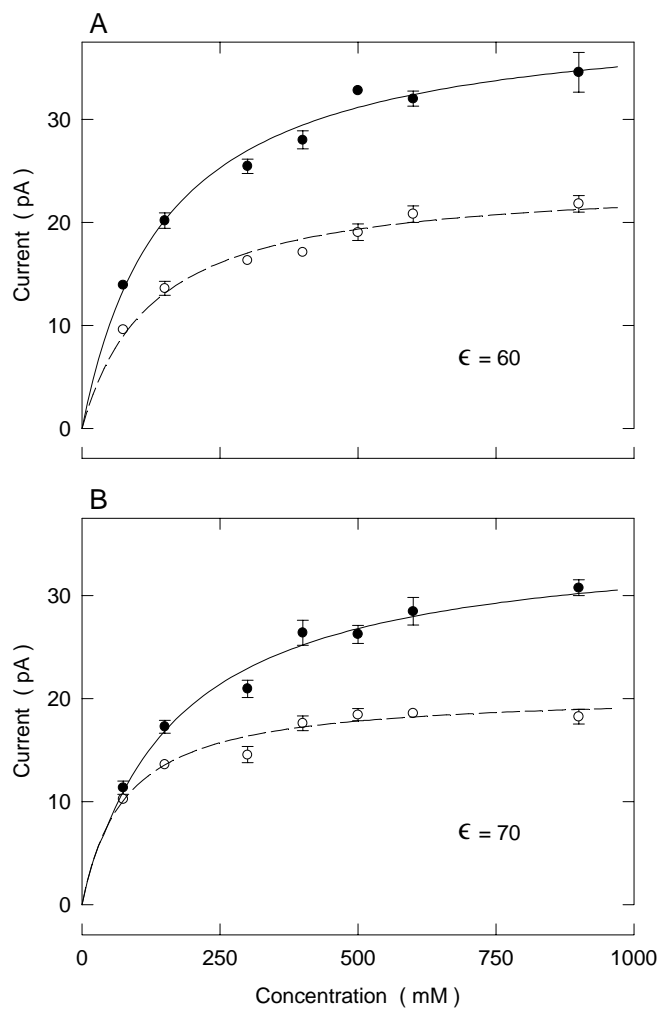 A
30
20
10
0
Current ( pA )
ϵ = 60
B
30
20
10
0
Current ( pA )
ϵ = 70
0 250 500 750 1000
Concentration ( mM )